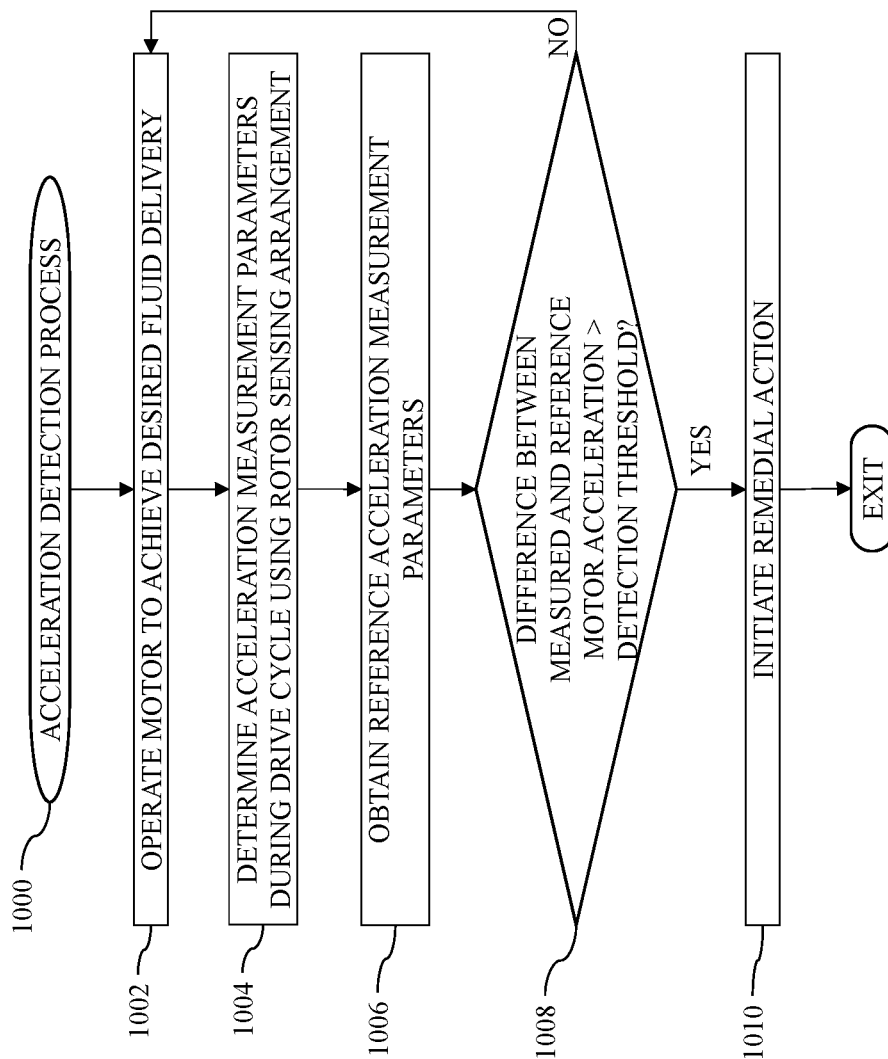 1000
ACCELERATION DETECTION PROCESS
1002
OPERATE MOTOR TO ACHIEVE DESIRED FLUID DELIVERY
1004
DETERMINE ACCELERATION MEASUREMENT PARAMETERS
DURING DRIVE CYCLE USING ROTOR SENSING ARRANGEMENT
1006
OBTAIN REFERENCE ACCELERATION MEASUREMENT
PARAMETERS
1008
DIFFERENCE BETWEEN
MEASURED AND REFERENCE
MOTOR ACCELERATION >
DETECTION THRESHOLD?
NO
YES
1010
INITIATE REMEDIAL ACTION
EXIT